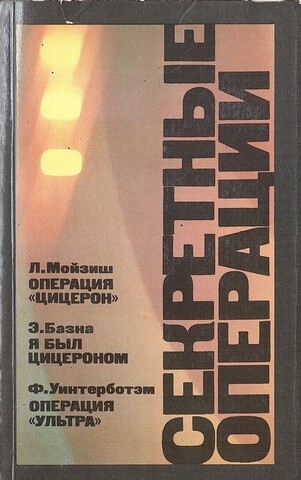 СЕКРЕТНЫЕ
ОПЕРАЦИИ
Л. Мойзиш
ОПЕРАЦИЯ
«ЦИЦЕРОН»
Э. Базна
Я БЫЛ
ЦИЦЕРОНОМ
Ф. Уинтерботэм
ОПЕРАЦИЯ
«УЛЬТРА»